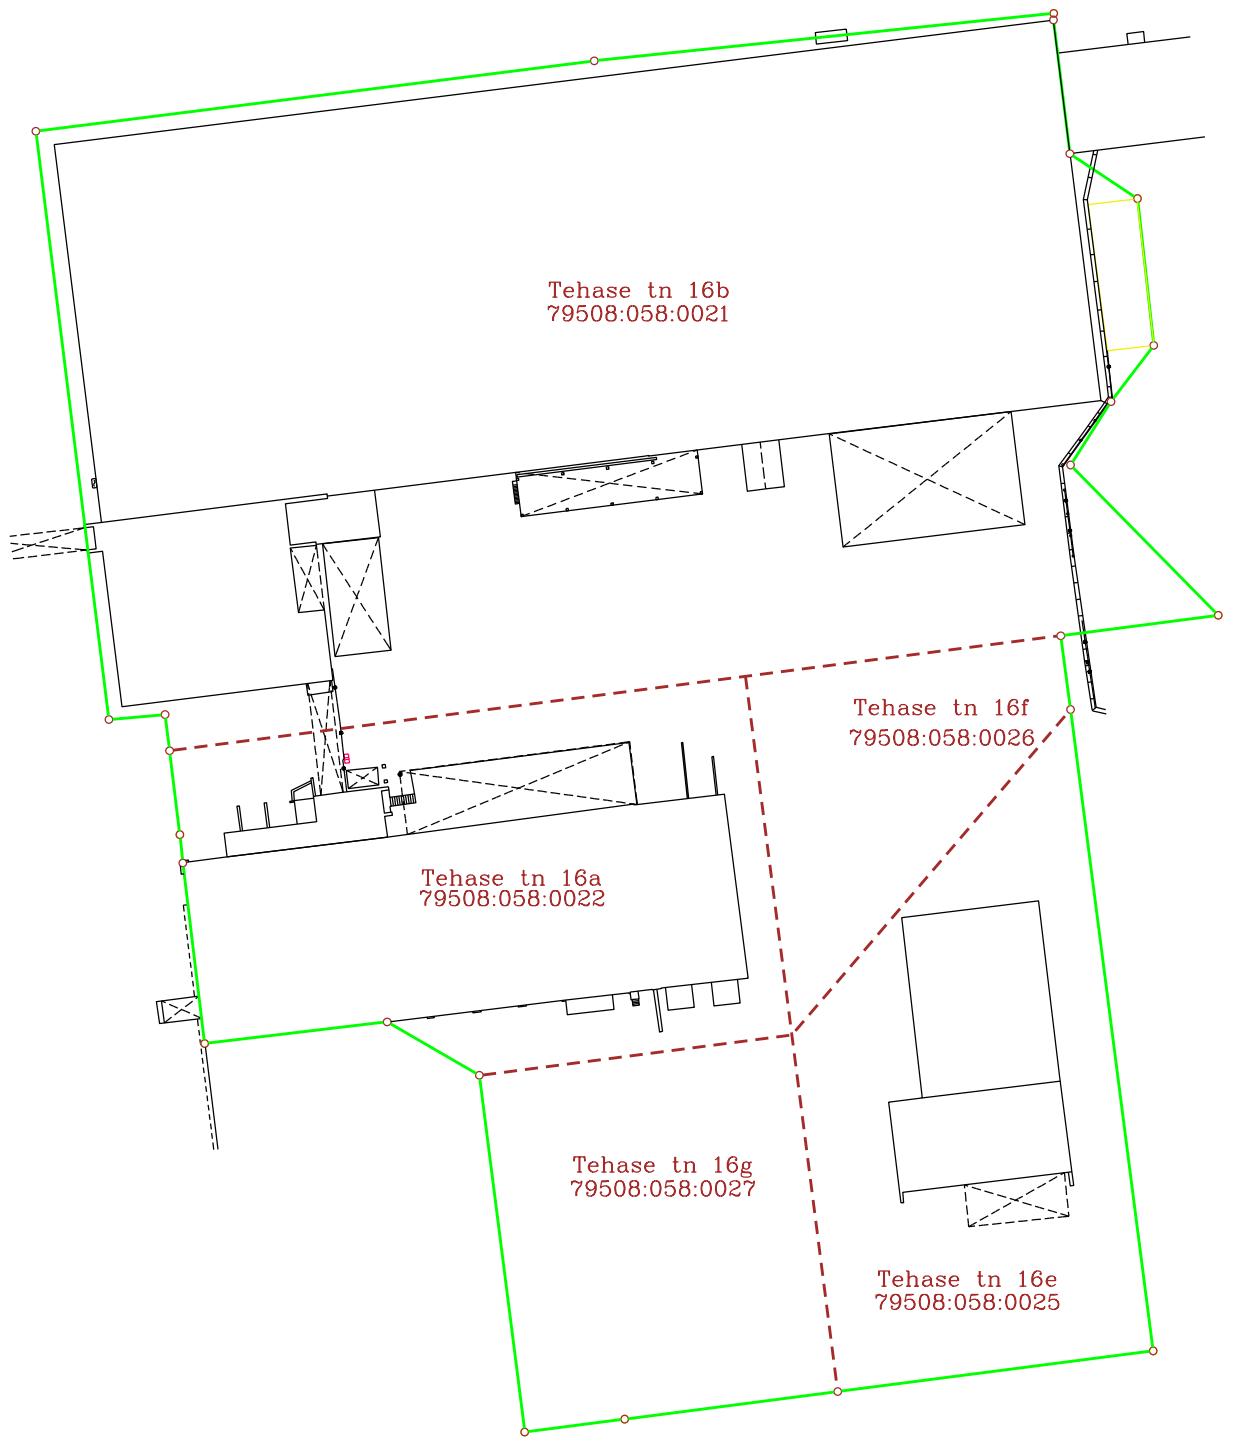 Tehase tn 16b
79508:058:0021
Tehase tn 16f
79508:058:0026
Tehase tn 16a
79508:058:0022
Tehase tn 16g
79508:058:0027
Tehase tn 16e
79508:058:0025